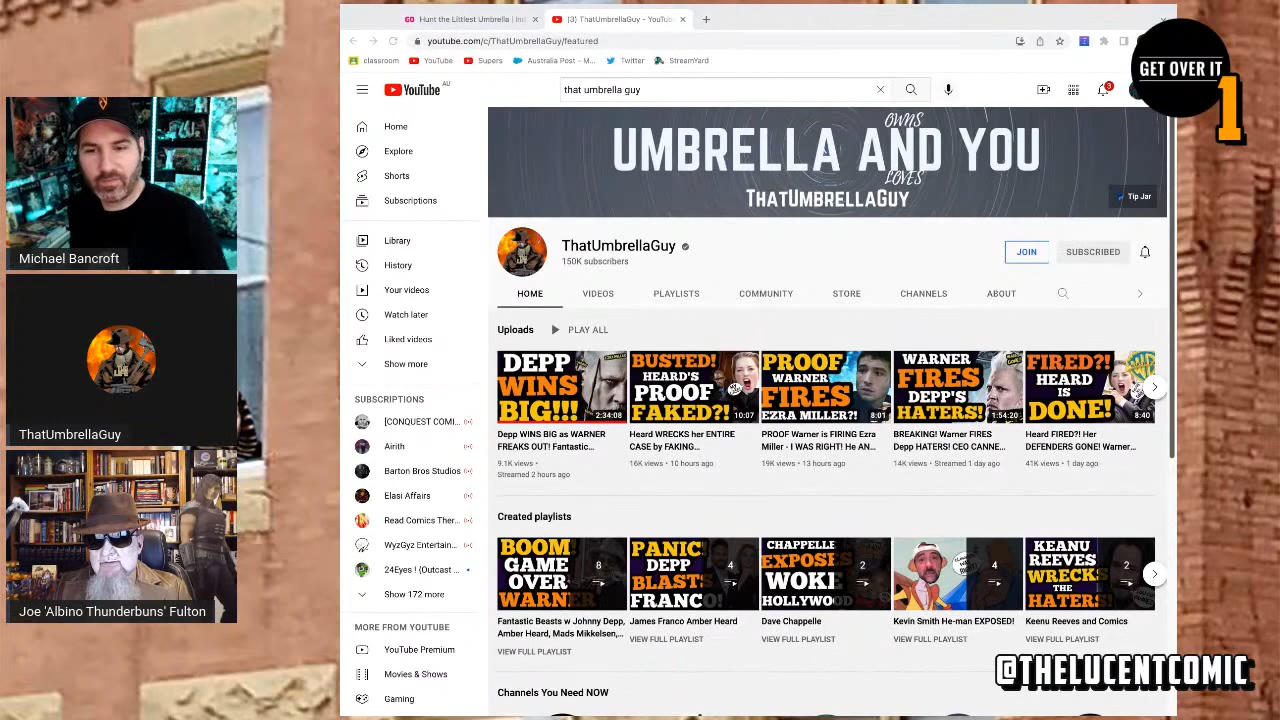 Hunt the Littlest Umbrella | Ind
(3) ThatUmbrellaGuy - YouTube
youtube.com/c/ThatUmbrellaGuy/featured
classroom
YouTube
Supers
Australia Post - M...
Twitter
StreamYard
YouTube
AU
that umbrella guy
3
GET OVER IT
1
Home
Explore
Shorts
Subscriptions
Library
History
Your videos
Watch later
Liked videos
Show more
SUBSCRIPTIONS
[CONQUEST COMI...
Airith
Barton Bros Studios
Elasi Affairs
Read Comics Ther...
WyzGyz Entertain...
24Eyes ! {Outcast ...
Show 172 more
MORE FROM YOUTUBE
YouTube Premium
Movies & Shows
Gaming
OWNS
UMBRELLA AND YOU
LOVES
THATUMBRELLAGUY
Tip Jar
ThatUmbrellaGuy
150K subscribers
JOIN
SUBSCRIBED
HOME
VIDEOS
PLAYLISTS
COMMUNITY
STORE
CHANNELS
ABOUT
Uploads
PLAY ALL
DEPP
WINS
BIG!!!
2:34:08
BUSTED!
HEARD'S
PROOF
FAKED?!
10:07
PROOF
WARNER
FIRES
EZRA MILLER?!
8:01
WARNER
FIRES
DEPP'S
HATERS!
1:54:20
FIRED?!
HEARD
IS
DONE!
8:40
Depp WINS BIG as WARNER
FREAKS OUT! Fantastic...
9.1K views •
Streamed 2 hours ago
Heard WRECKS her ENTIRE
CASE by FAKING...
16K views • 10 hours ago
PROOF Warner is FIRING Ezra
Miller - I WAS RIGHT! He AN...
19K views • 13 hours ago
BREAKING! Warner FIRES
Depp HATERS! CEO CANNE...
14K views • Streamed 1 day ago
Heard FIRED?! Her
DEFENDERS GONE! Warner...
41K views • 1 day ago
Created playlists
BOOM!
GAME
OVER
WARNER
8
PANIC
DEPP
BLASTS
FRANCO!
4
CHAPPELLE
EXPOSES
WOKE
HOLLYWOOD
2
4
KEANU
REEVES
WRECKS
THE
HATERS!
2
Fantastic Beasts w Johnny Depp,
Amber Heard, Mads Mikkelsen,...
VIEW FULL PLAYLIST
James Franco Amber Heard
VIEW FULL PLAYLIST
Dave Chappelle
VIEW FULL PLAYLIST
Kevin Smith He-man EXPOSED!
VIEW FULL PLAYLIST
Keenu Reeves and Comics
VIEW FULL PLAYLIST
Channels You Need NOW
Michael Bancroft
ThatUmbrellaGuy
Joe 'Albino Thunderbuns' Fulton
@THELUCENTCOMIC